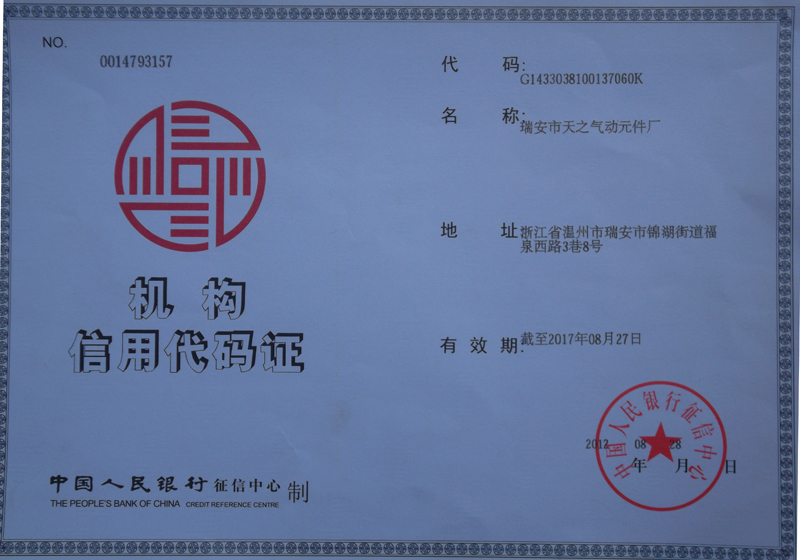 NO.
0014793157
机构
信用代码证
中国人民银行征信中心 制
THE PEOPLE'S BANK OF CHINA CREDIT REFERENCE CENTRE
代码:
G1433038100137060K
名称:
瑞安市天之气动元件厂
地址:
浙江省温州市瑞安市锦湖街道福
泉西路3巷8号
有效期:
截至2017年08月27日
中国人民银行征信中心
2012 08 28
年 月 日